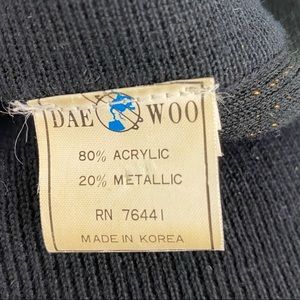 DAE WOO
80% ACRYLIC
20% METALLIC
RN 76441
MADE IN KOREA